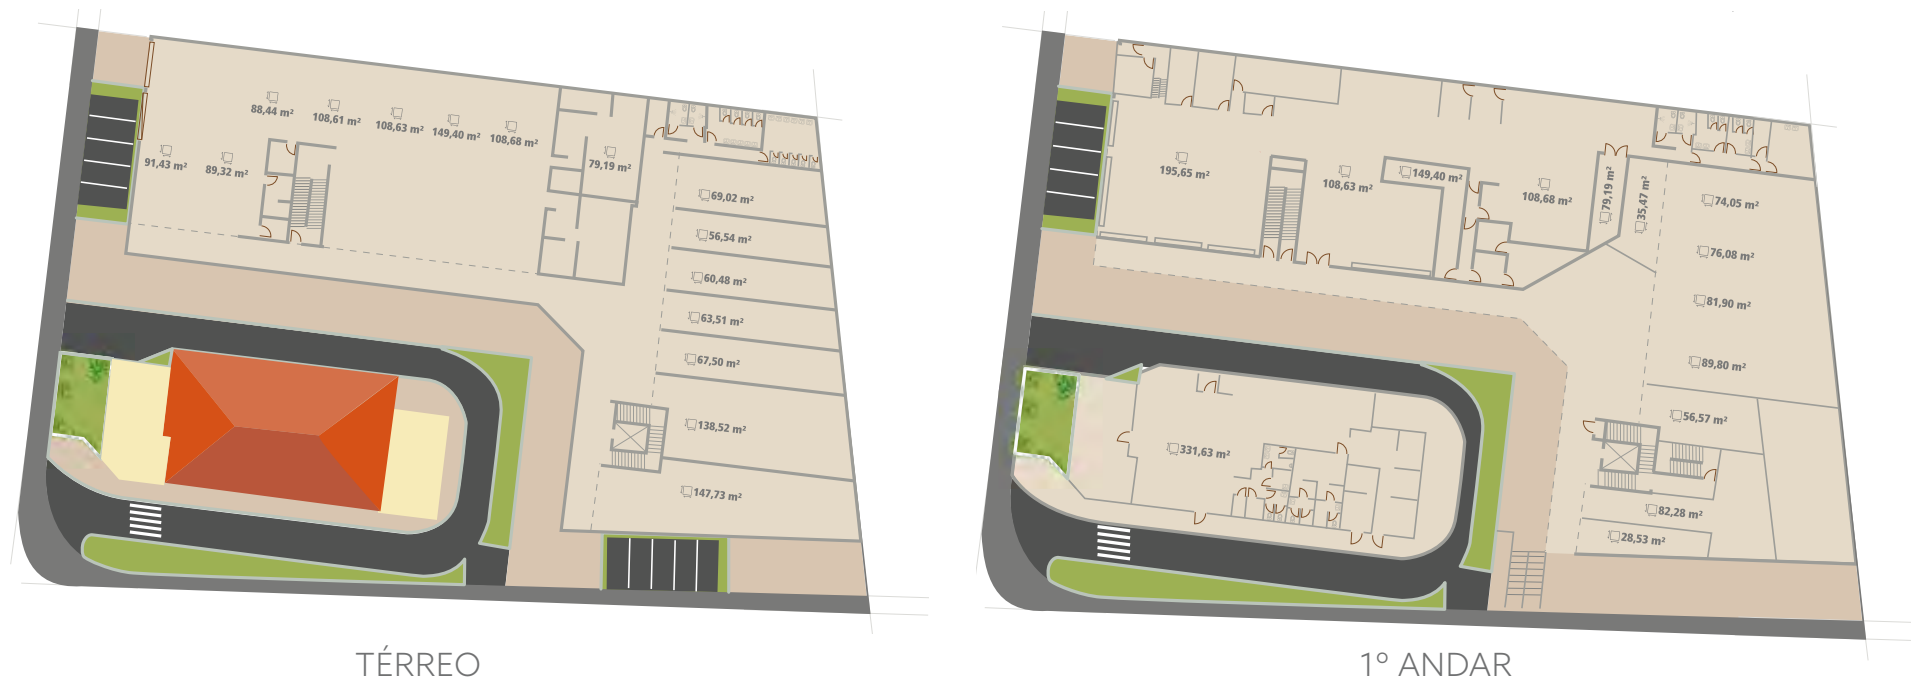 88,44 m²
108,61 m²
108,63 m²
149,40 m²
108,68 m²
91,43 m²
89,32 m²
79,19 m²
69,02 m²
56,54 m²
60,48 m²
63,51 m²
67,50 m²
138,52 m²
147,73 m²
TÉRREO
195,65 m²
108,63 m²
149,40 m²
108,68 m²
79,19 m²
35,47 m²
74,05 m²
76,08 m²
81,90 m²
89,80 m²
56,57 m²
331,63 m²
82,28 m²
28,53 m²
1º ANDAR